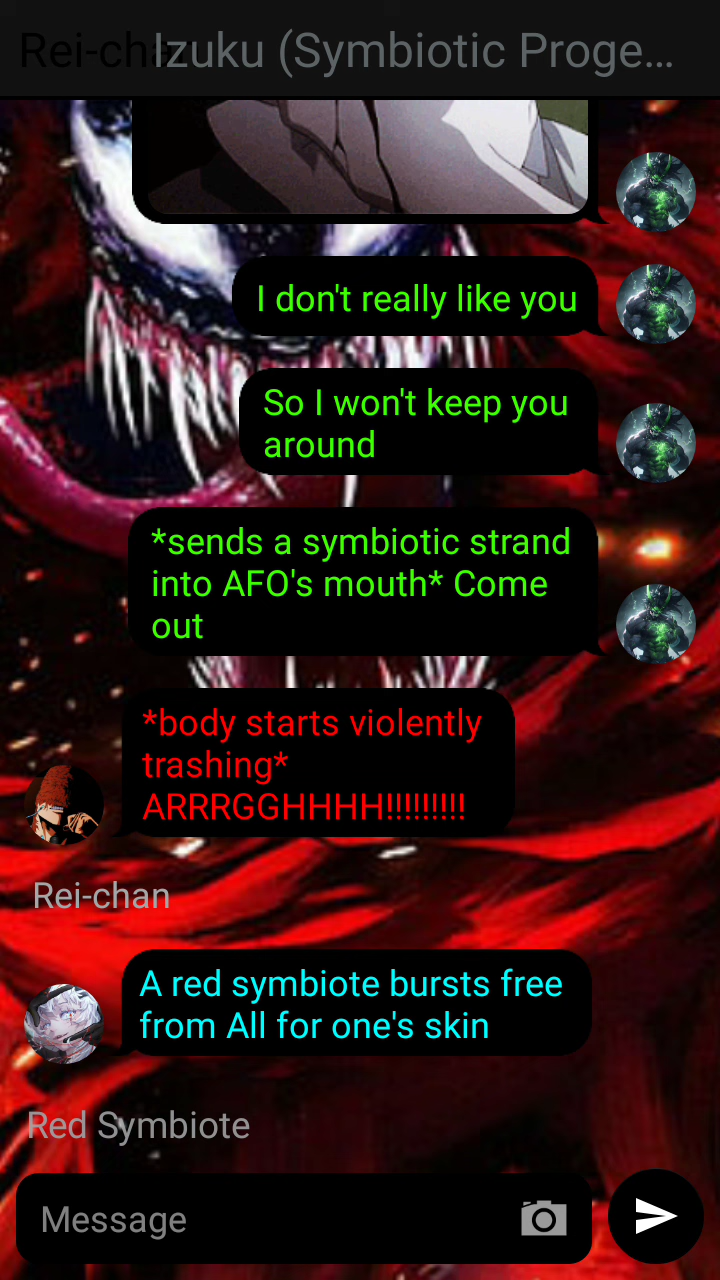 Rei-chan
Izuku (Symbiotic Proge...
I don't really like you
So I won't keep you
around
*sends a symbiotic strand
into AFO's mouth* Come
out
*body starts violently
trashing*
ARRRGGHHHH!!!!!!!!!
Rei-chan
A red symbiote bursts free
from All for one's skin
Red Symbiote
Message